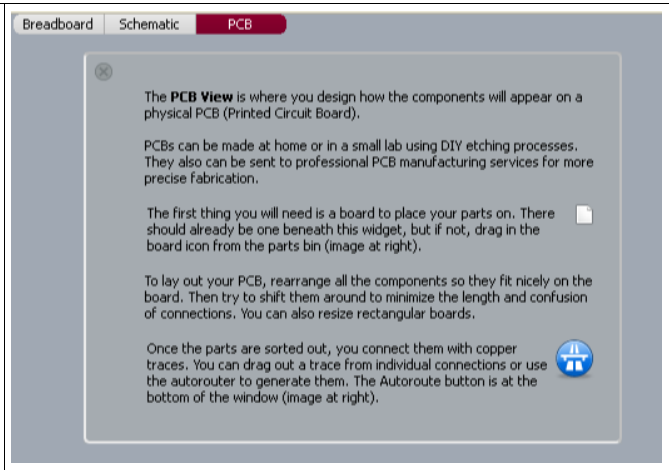 Breadboard Schematic PCB
The PCB View is where you design how the components will appear on a
physical PCB (Printed Circuit Board).
PCBs can be made at home or in a small lab using DIY etching processes.
They also can be sent to professional PCB manufacturing services for more
precise fabrication.
The first thing you will need is a board to place your parts on. There
should already be one beneath this widget, but if not, drag in the
board icon from the parts bin (image at right).
To lay out your PCB, rearrange all the components so they fit nicely on the
board. Then try to shift them around to minimize the length and confusion
of connections. You can also resize rectangular boards.
Once the parts are sorted out, you connect them with copper
traces. You can drag out a trace from individual connections or use
the autorouter to generate them. The Autoroute button is at the
bottom of the window (image at right).